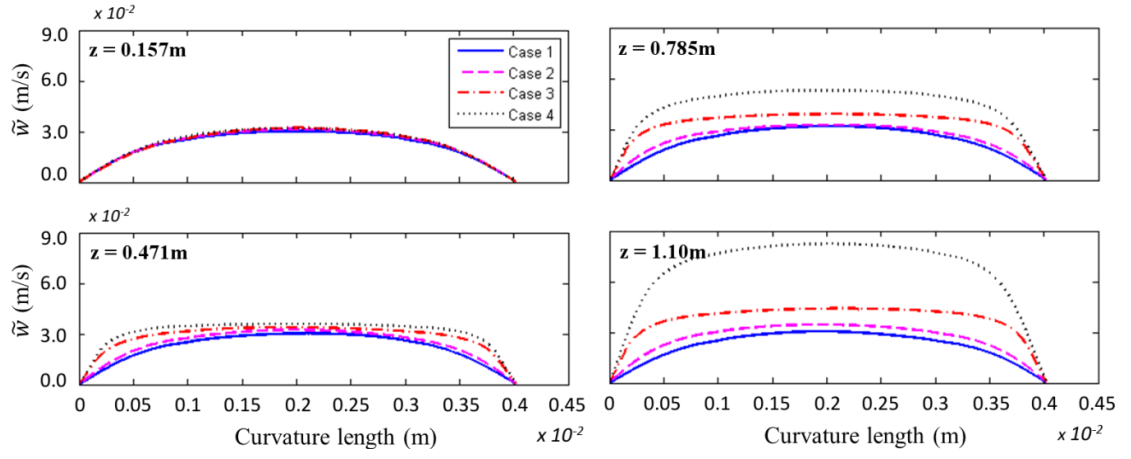 x 10-2
9.0
z = 0.157m
z = 0.785m
Case 1
6.0
Case 2
w̃ (m/s)
Case 3
3.0
Case 4
0.0
x 10-2
9.0
z = 0.471m
z = 1.10m
6.0
w̃ (m/s)
3.0
0.0
0 0.05 0.1 0.15 0.2 0.25 0.3 0.35 0.4 0.45
0 0.05 0.1 0.15 0.2 0.25 0.3 0.35 0.4 0.45
Curvature length (m)
x 10-2
Curvature length (m)
x 10-2